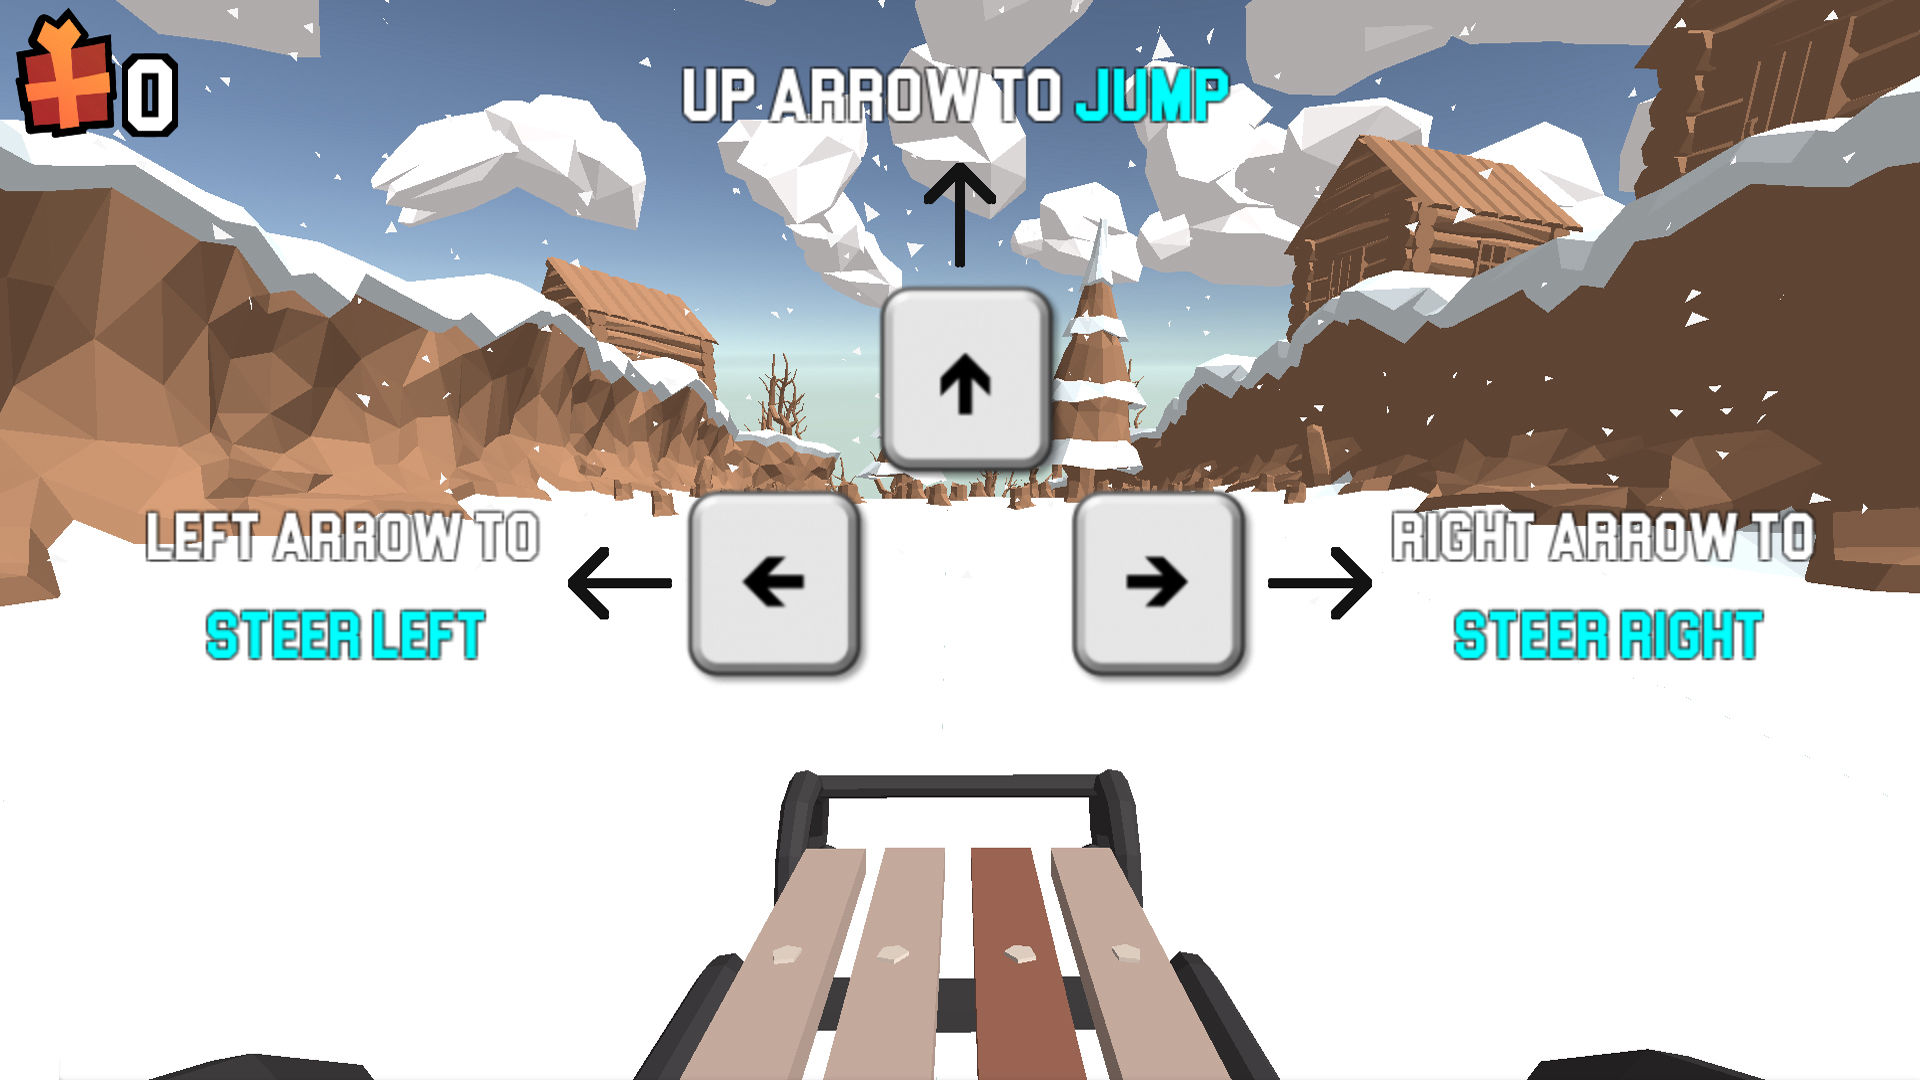 0
UP ARROW TO JUMP
LEFT ARROW TO
STEER LEFT
RIGHT ARROW TO
STEER RIGHT